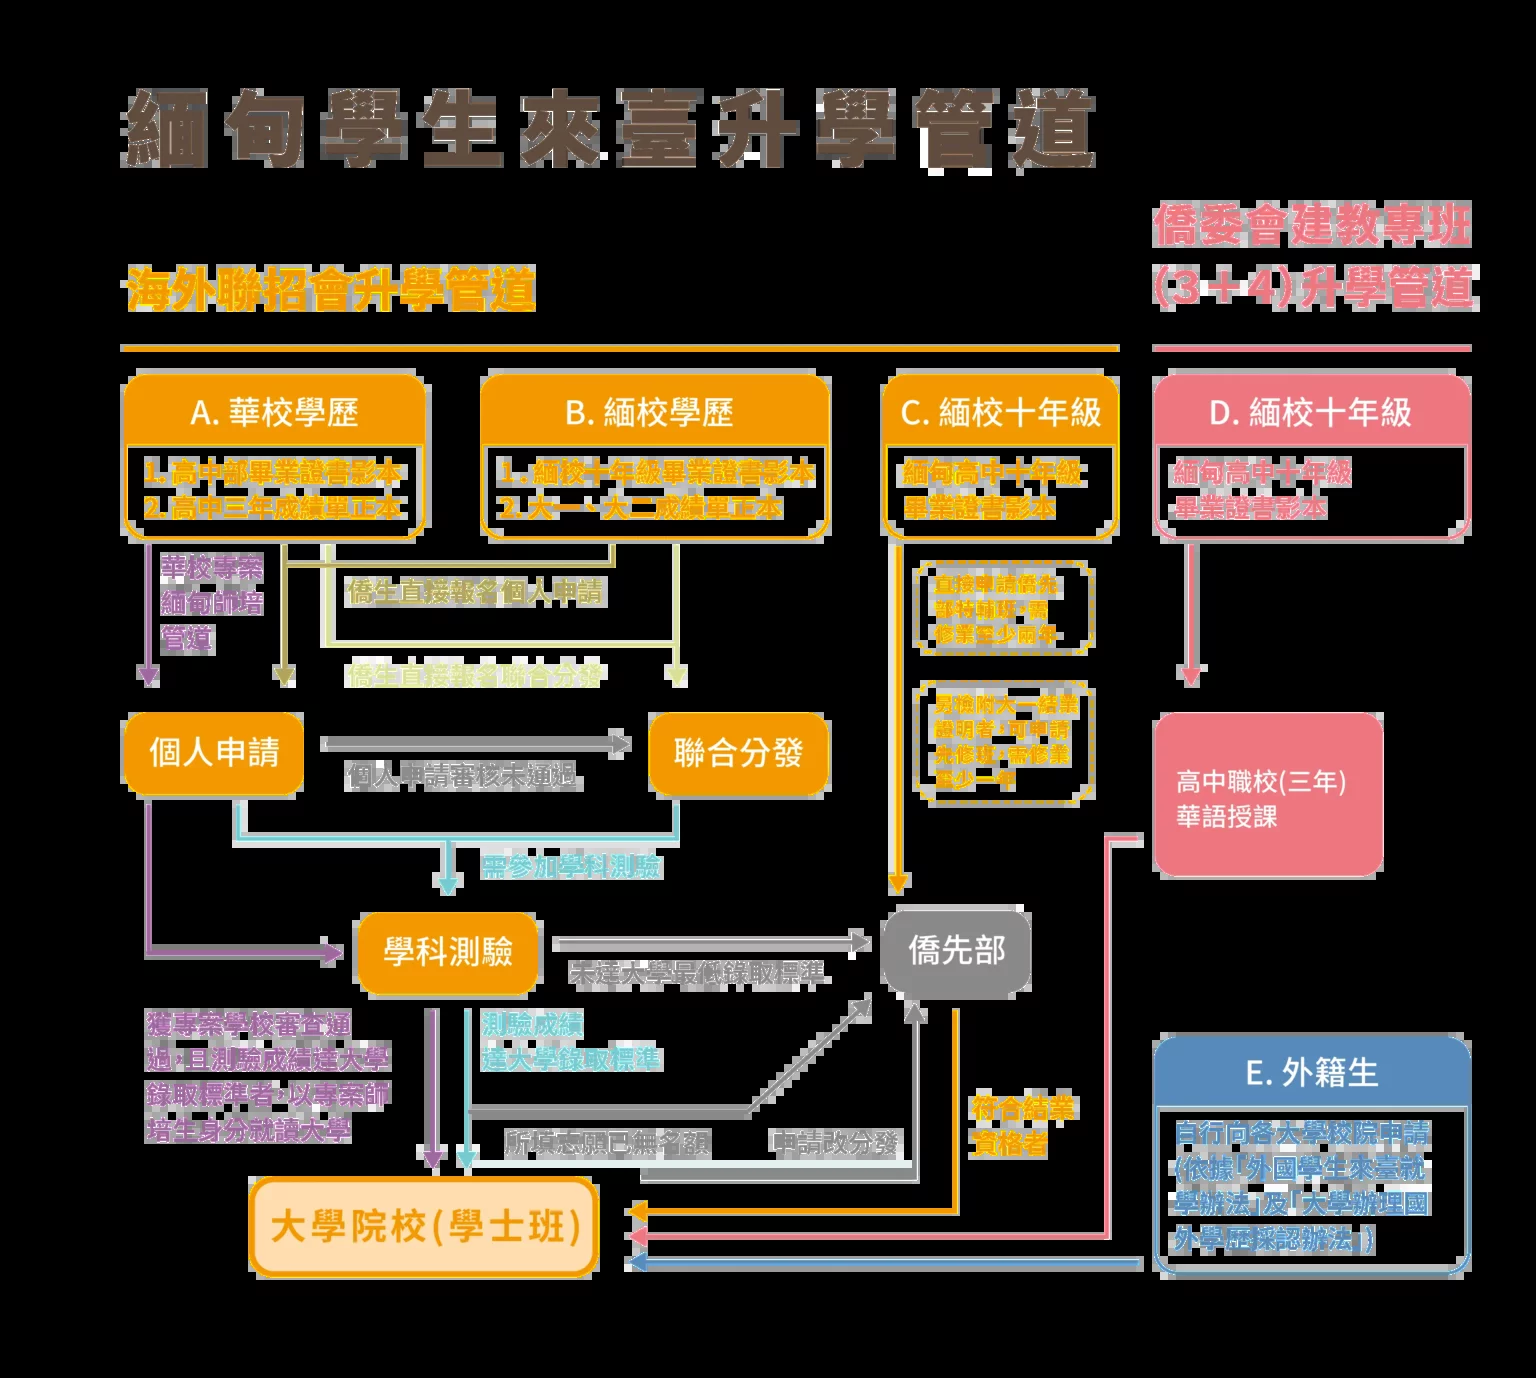 緬甸學生來臺升學管道
海外聯招會升學管道
僑委會建教專班
(3＋4)升學管道
A. 華校學歷
1. 高中部畢業證書影本
2. 高中三年成績單正本
B. 緬校學歷
1. 緬校十年級畢業證書影本
2. 大一、大二成績單正本
C. 緬校十年級
緬甸高中十年級
畢業證書影本
D. 緬校十年級
緬甸高中十年級
畢業證書影本
華校專案
緬甸師培
管道
僑生直接報名個人申請
僑生直接報名聯合分發
直接申請僑先
部特輔班，需
修業至少兩年
另檢附大一結業
證明者，可申請
先修班，需修業
至少一年
個人申請
個人申請審核未通過
聯合分發
高中職校(三年)
華語授課
需參加學科測驗
學科測驗
未達大學最低錄取標準
僑先部
獲專案學校審查通
過，且測驗成績達大學
錄取標準者，以專案師
培生身分就讀大學
測驗成績
達大學錄取標準
所填志願已無名額
申請改分發
符合結業
資格者
大學院校(學士班)
E. 外籍生
自行向各大學校院申請
(依據「外國學生來臺就
學辦法」及「大學辦理國
外學歷採認辦法」)